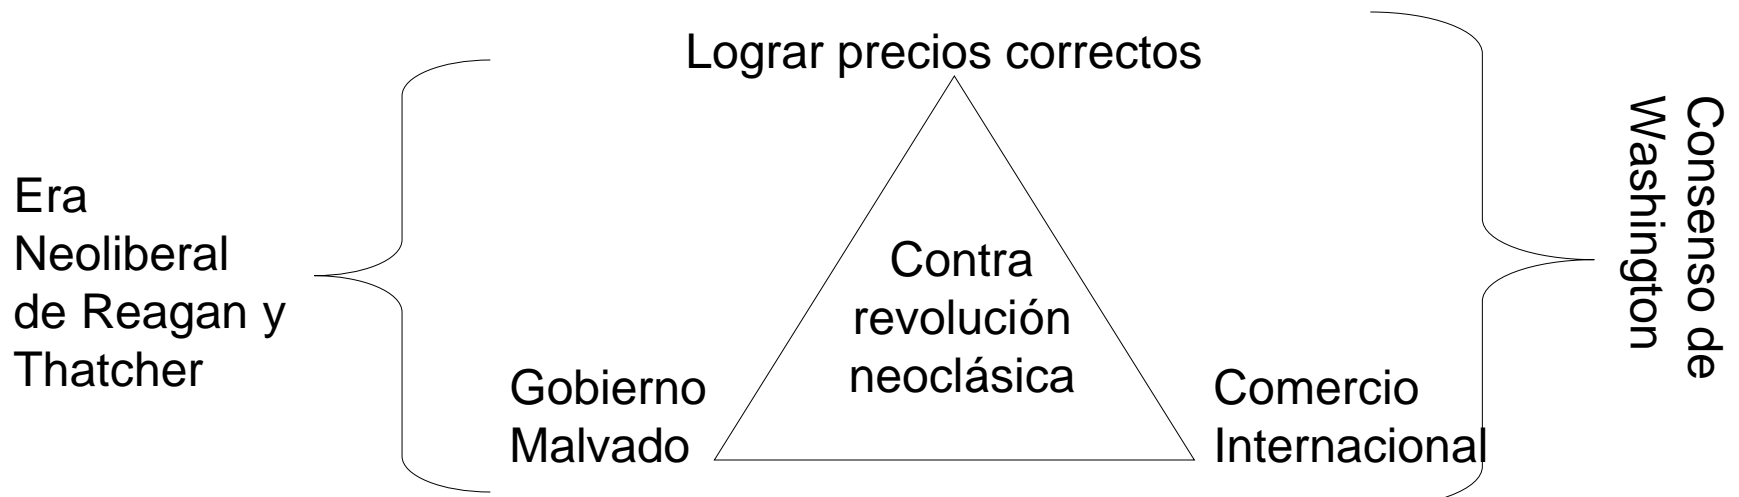 Lograr precios correctos
Era
Neoliberal
de Reagan y
Thatcher
Contra
revolución
neoclásica
Gobierno
Malvado
Comercio
Internacional
Consenso de
Washington